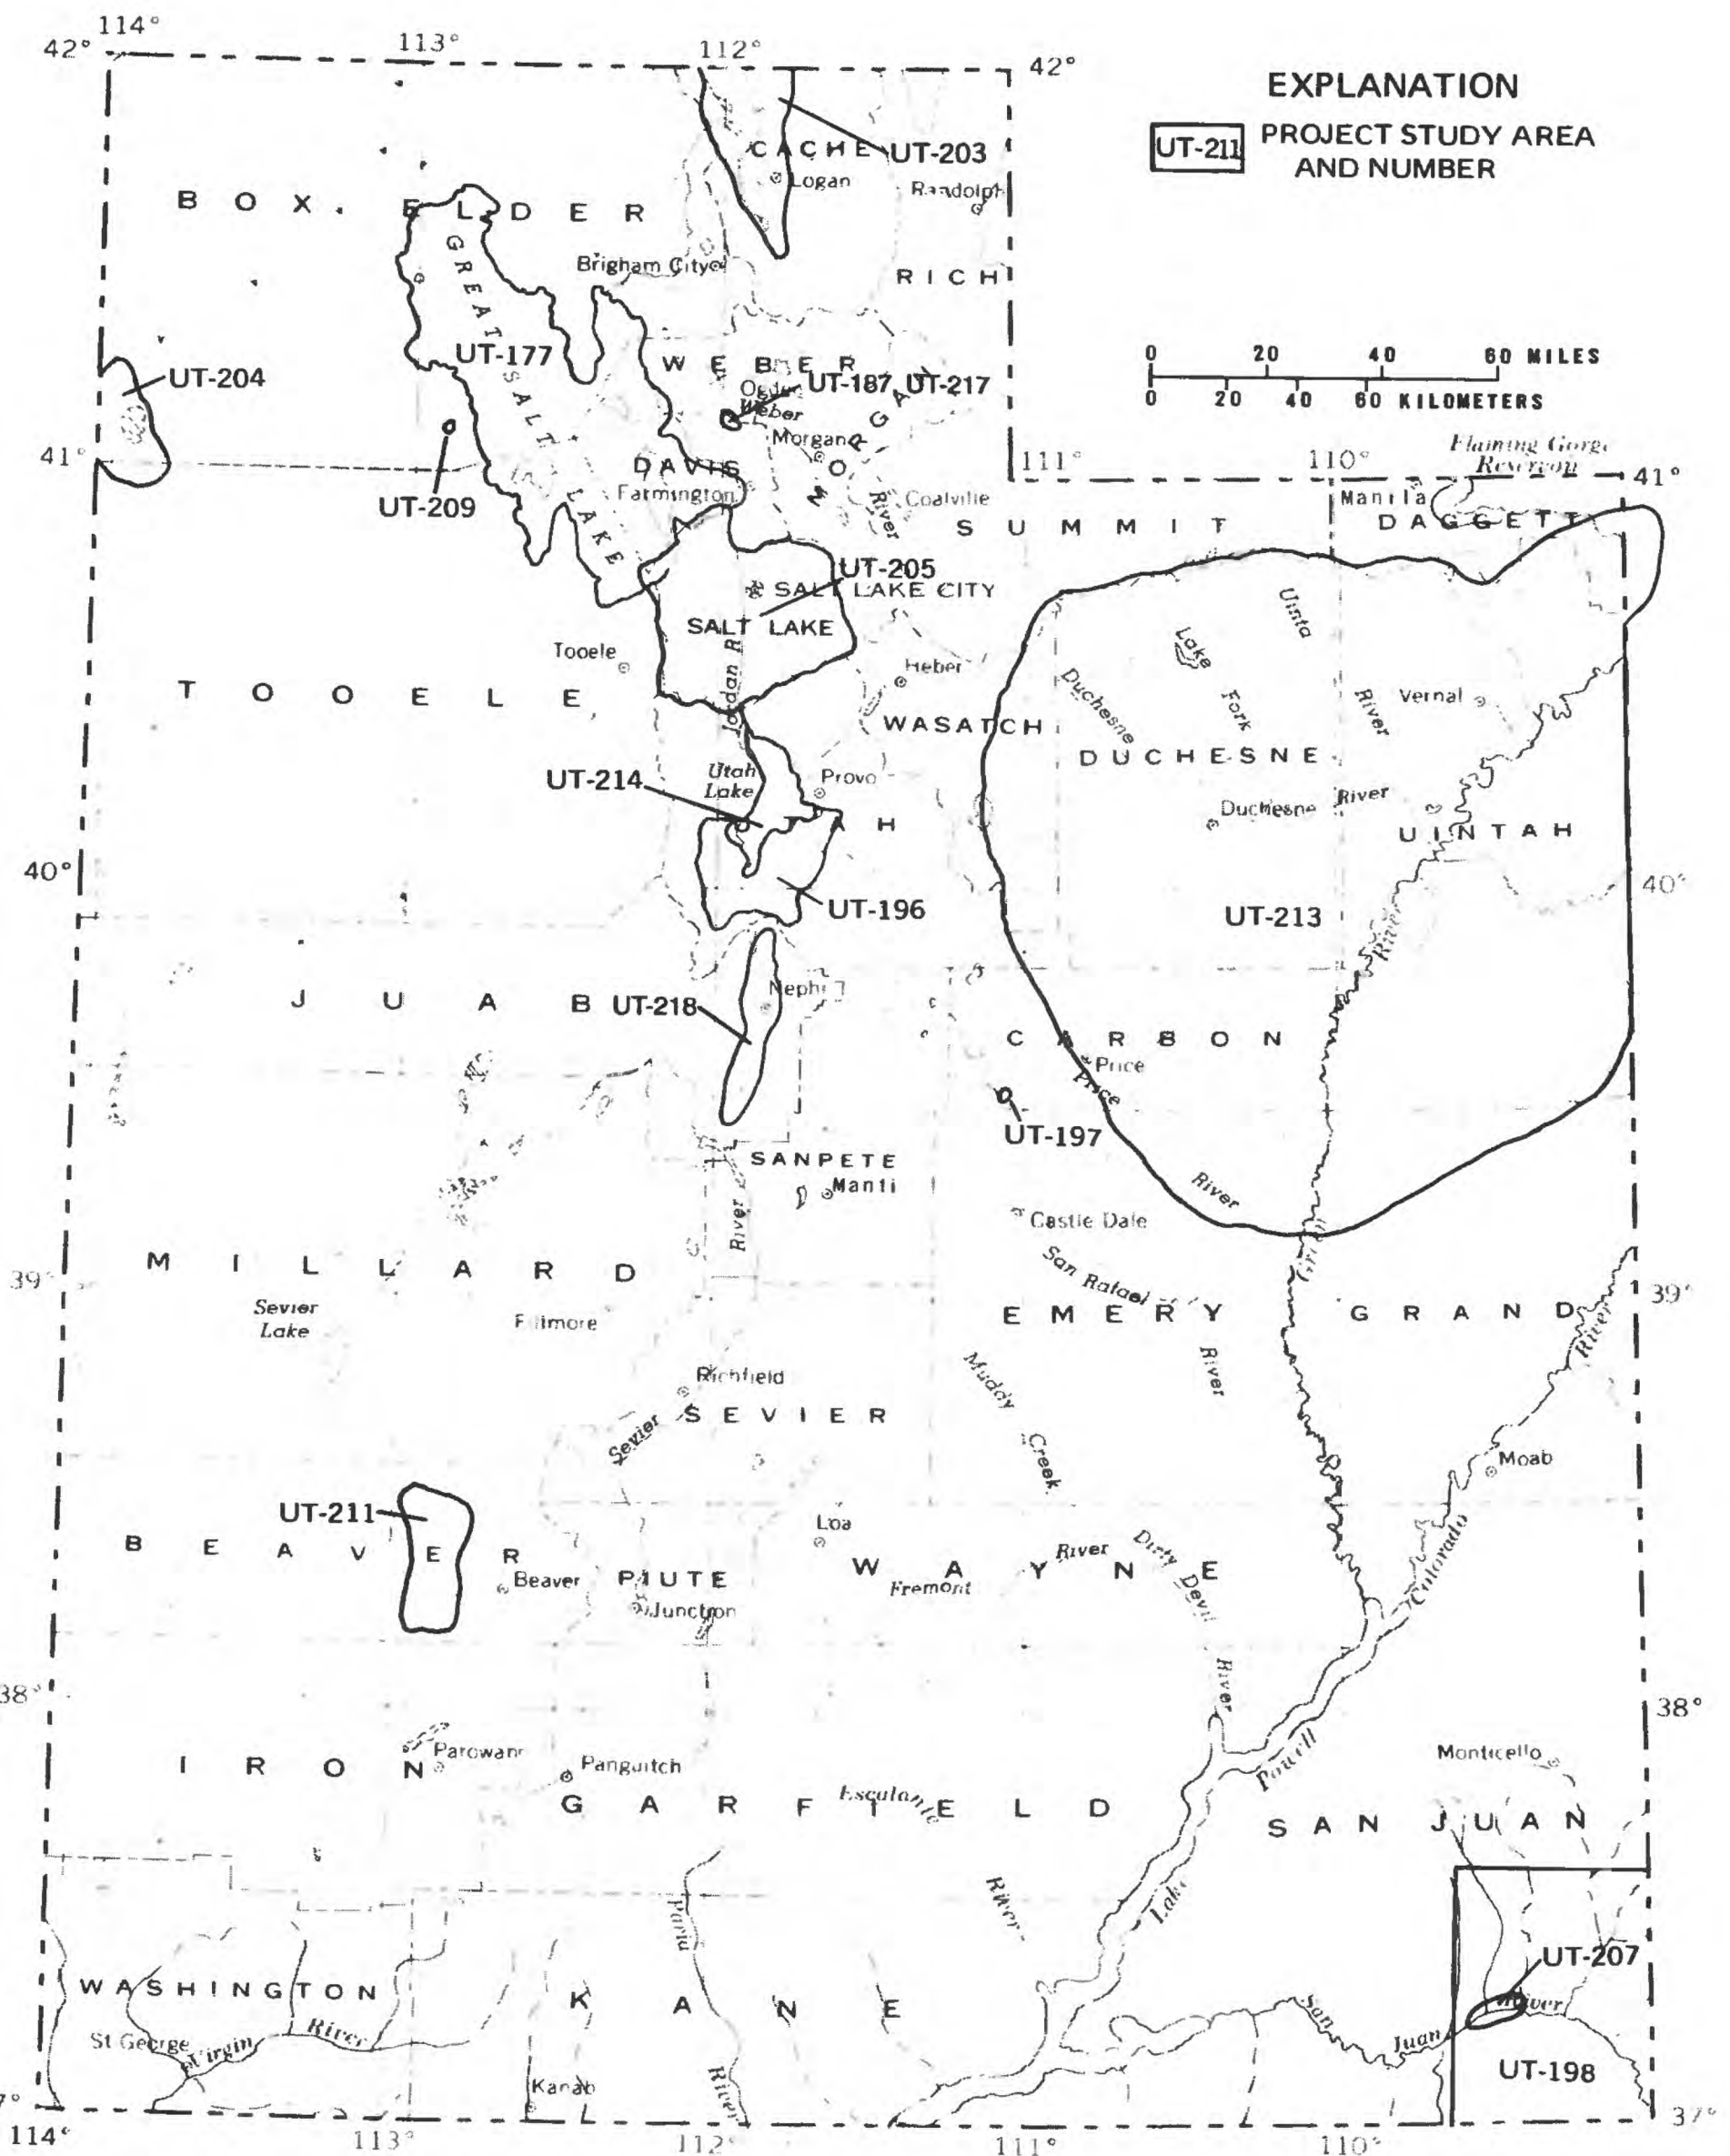 114°
42°
113°
112°
42°
EXPLANATION
UT-211
PROJECT STUDY AREA
AND NUMBER
CACHE
UT-203
Logan
Randolph
BOX ELDER
GREAT SALT LAKE
Brigham City
RICH
UT-177
WEBER
0 20 40 60 MILES
0 20 40 60 KILOMETERS
UT-204
Ogden
UT-187, UT-217
Weber
Morgan
MORGAN
River
41°
UT-209
DAVIS
Farmington
Coalville
111°
110°
Flaming Gorge
Reservoir
41°
Manila
DAGGETT
SUMMIT
UT-205
SALT LAKE CITY
SALT LAKE
Uinta
River
Lake
Fork
Tooele
Jordan R
Heber
Duchesne
Vernal
TOOELE
WASATCH
DUCHESNE
UT-214
Utah
Lake
Provo
Duchesne
River
UTAH
UINTAH
40°
40°
UT-196
UT-213
River
JUAB
UT-218
Nephi
CARBON
Price
Price
River
UT-197
SANPETE
Manti
River
Castle Dale
Green
MILLARD
39°
San Rafael
River
39°
Sevier
Lake
Fillmore
EMERY
GRAND
River
Richfield
Muddy
Creek
SEVIER
Sevier
Moab
UT-211
BEAVER
Beaver
PIUTE
Junction
Loa
WAYNE
Fremont
River
Dirty Devil
River
Colorado
38°
38°
IRON
Parowan
Panguitch
Monticello
Powell
Lake
GARFIELD
Escalante
River
SAN JUAN
Paria
River
WASHINGTON
KANE
UT-207
St George
Virgin
River
San
Juan
River
UT-198
Kanab
7°
114°
113°
112°
111°
110°
37°